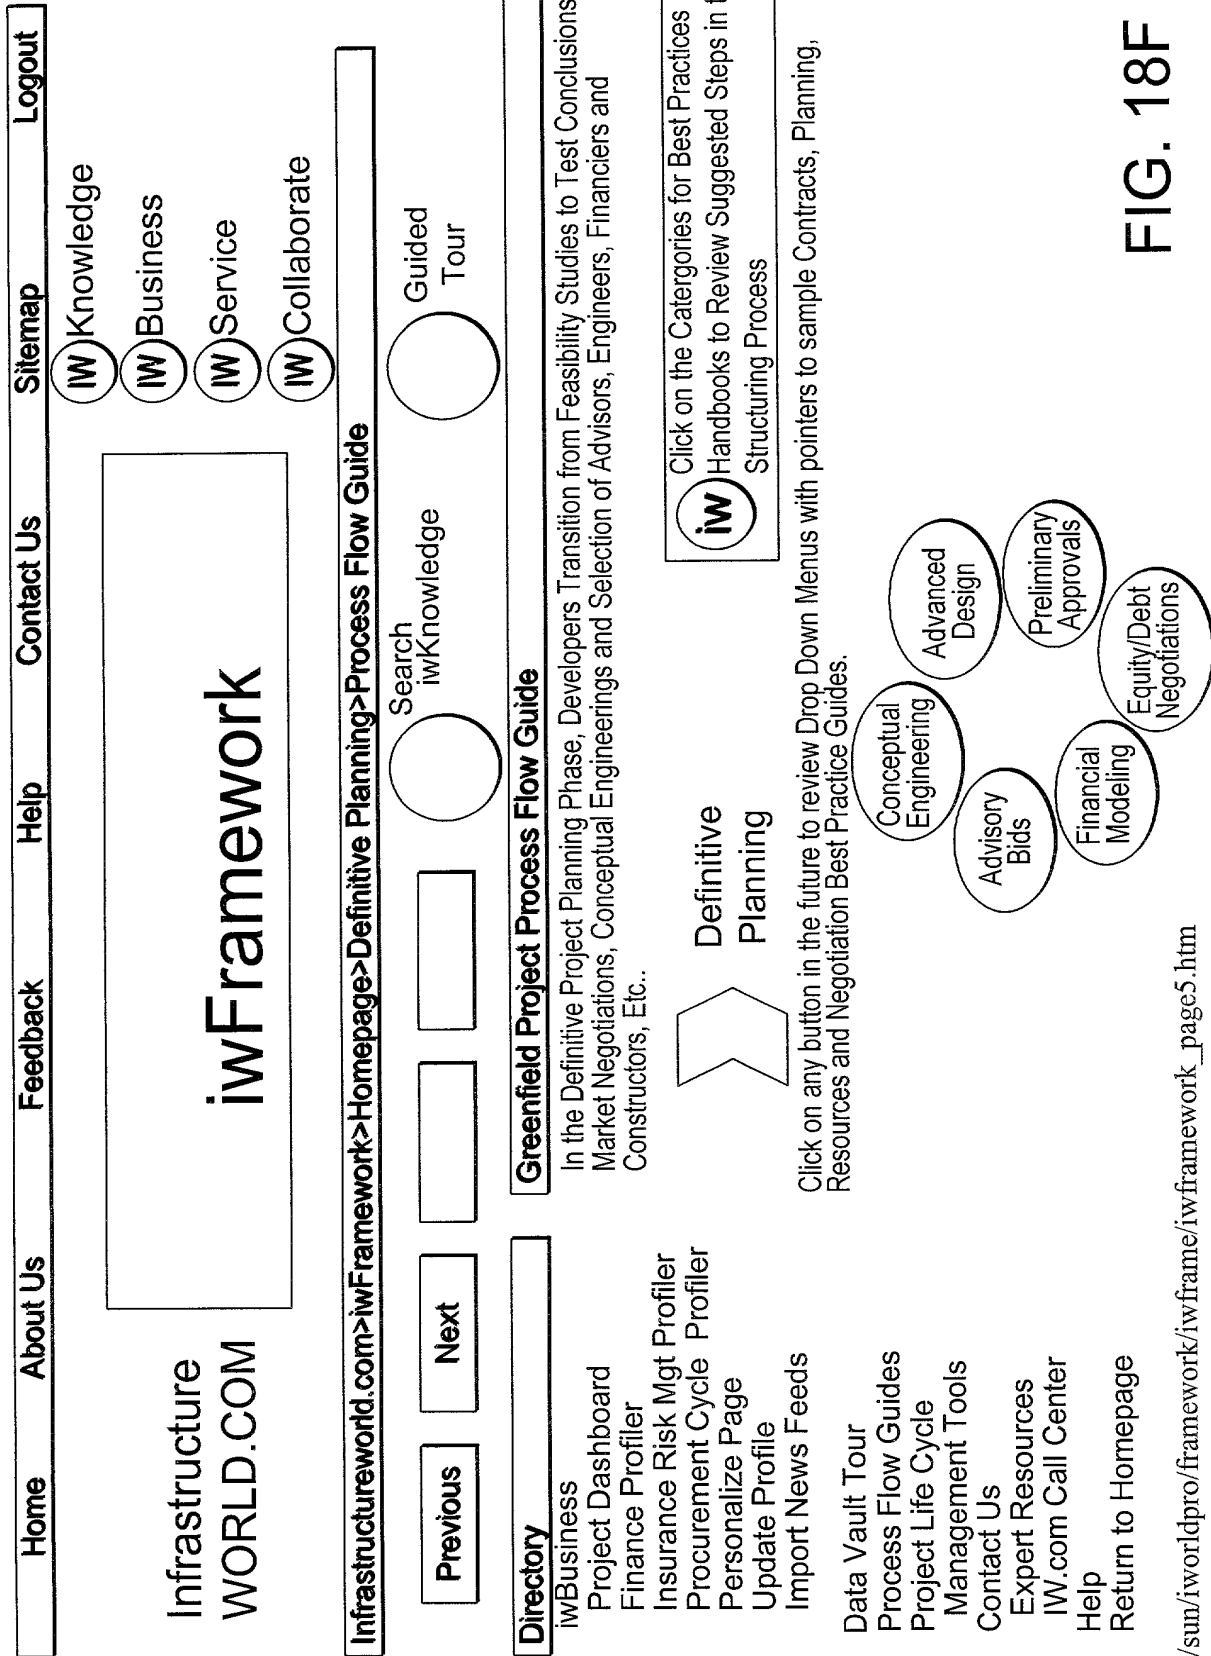 Home About Us Feedback Help Contact Us Sitemap Logout
Infrastructure
WORLD.COM
iwFramework
iw Knowledge
iw Business
iw Service
iw Collaborate
Infrastructureworld.com>iwFramework>Homepage>Definitive Planning>Process Flow Guide
Previous Next
Search
iwKnowledge
Guided
Tour
Directory
iwBusiness
Project Dashboard
Finance Profiler
Insurance Risk Mgt Profiler
Procurement Cycle Profiler
Personalize Page
Update Profile
Import News Feeds
Data Vault Tour
Process Flow Guides
Project Life Cycle
Management Tools
Contact Us
Expert Resources
IW.com Call Center
Help
Return to Homepage
Greenfield Project Process Flow Guide
In the Definitive Project Planning Phase, Developers Transition from Feasibility Studies to Test Conclusions
Market Negotiations, Conceptual Engineerings and Selection of Advisors, Engineers, Financiers and
Constructors, Etc..
Definitive
Planning
iw
Click on the Catergories for Best Practices
Handbooks to Review Suggested Steps in t
Structuring Process
Click on any button in the future to review Drop Down Menus with pointers to sample Contracts, Planning,
Resources and Negotiation Best Practice Guides.
Conceptual
Engineering
Advanced
Design
Advisory
Bids
Preliminary
Approvals
Financial
Modeling
Equity/Debt
Negotiations
/sun/iworldpro/framework/iwframe/iwframework_page5.htm
FIG. 18F